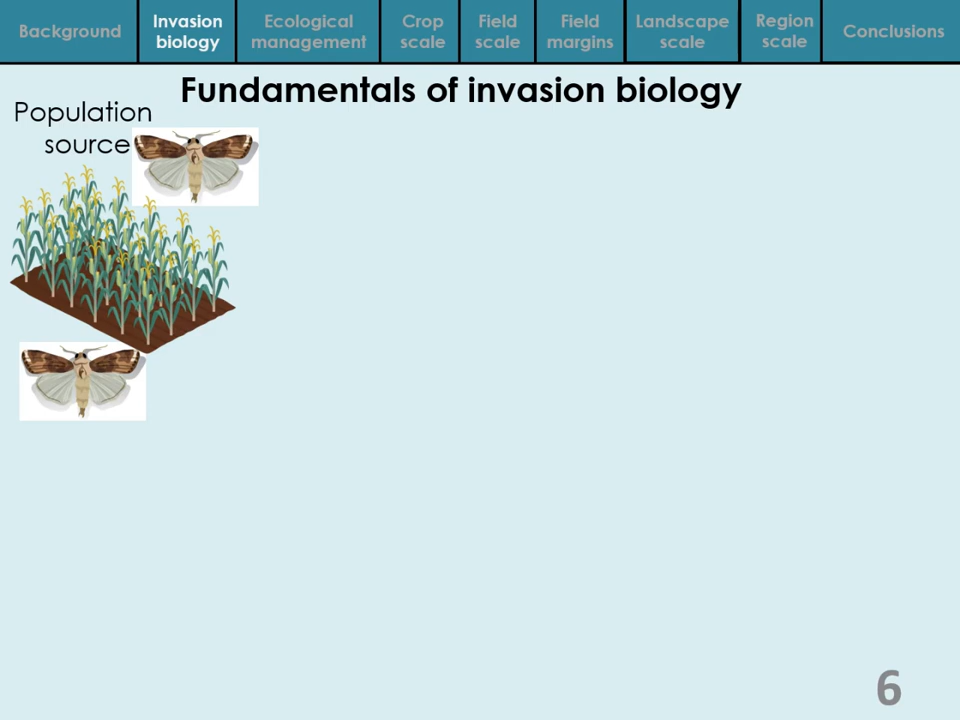 Background
Invasion
biology
Ecological
management
Crop
scale
Field
scale
Field
margins
Landscape
scale
Region
scale
Conclusions
Fundamentals of invasion biology
Population
source
6